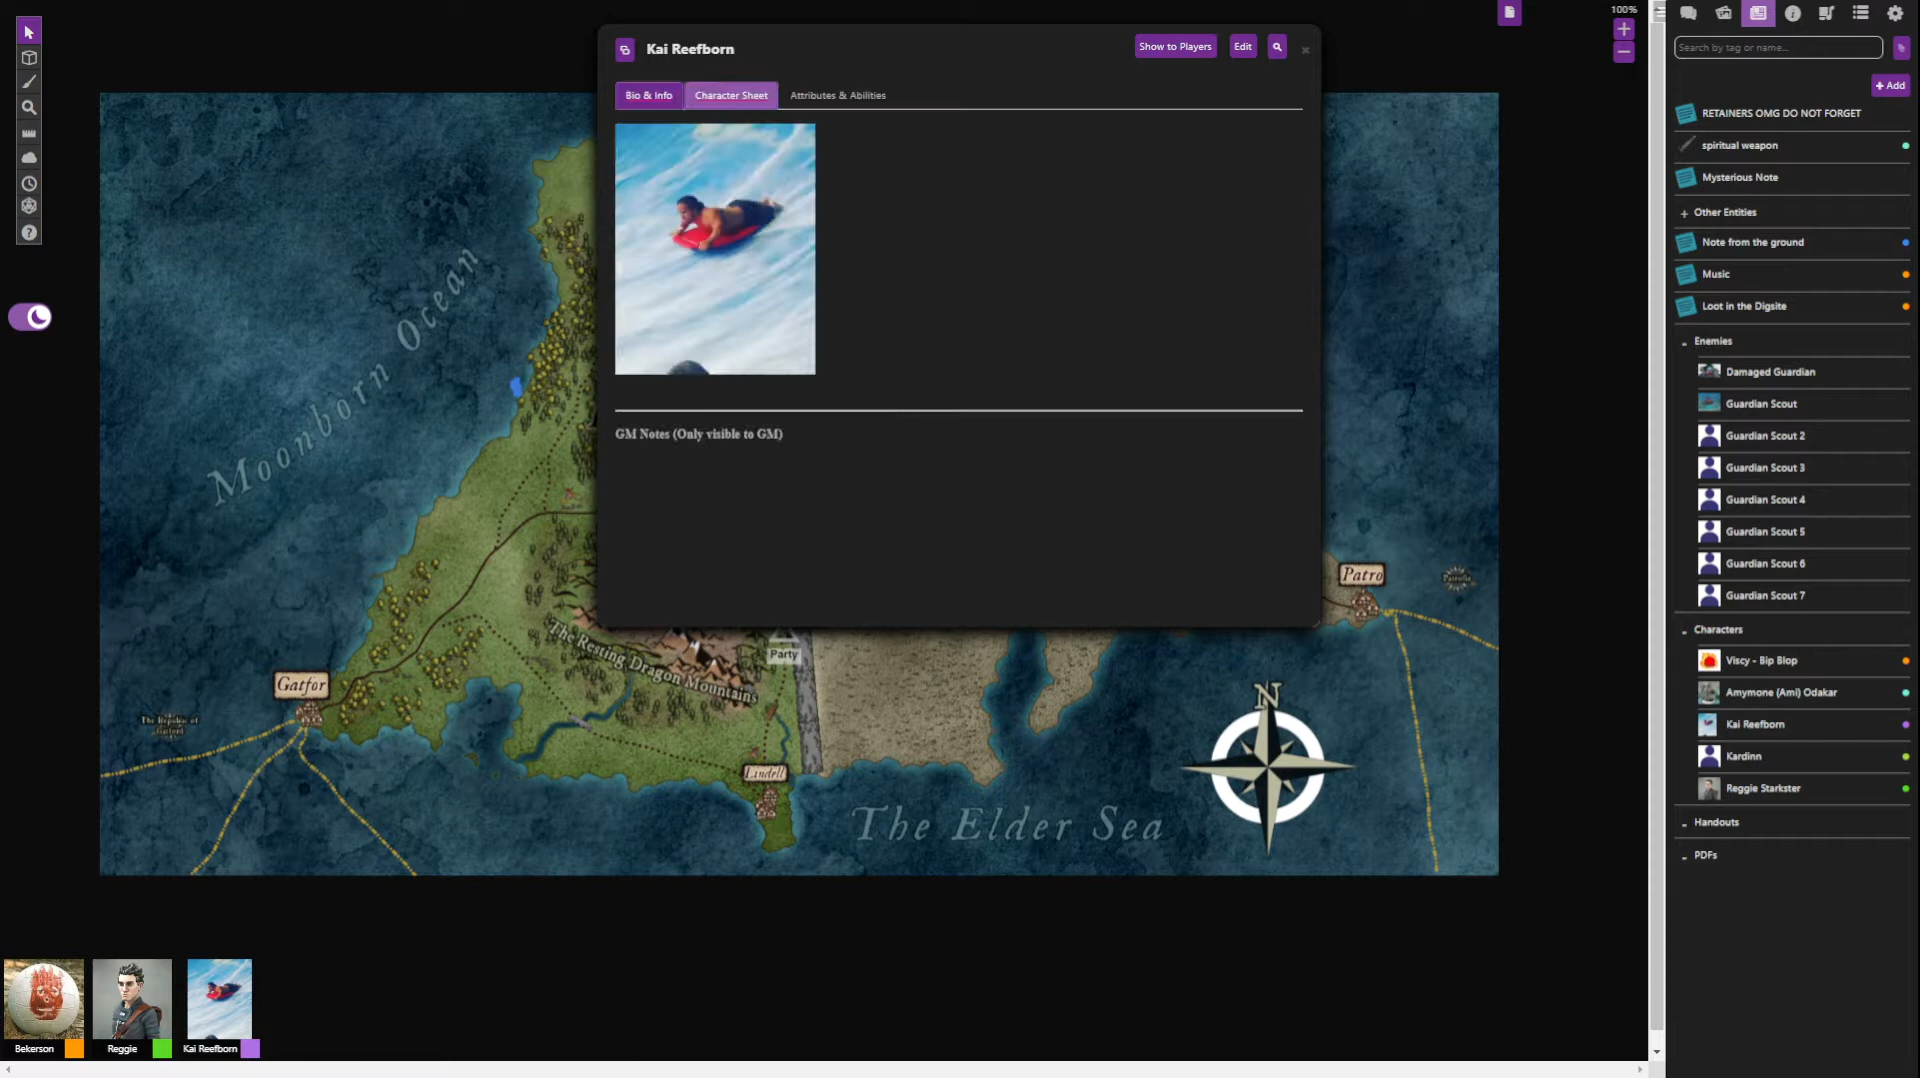 100%
Kai Reefborn
Show to Players
Edit
Bio & Info
Character Sheet
Attributes & Abilities
GM Notes (Only visible to GM)
Moonborn Ocean
The Resting Dragon Mountains
Party
Gatfor
The Republic of
Gatford
Lindell
The Elder Sea
N
Patro
Bekerson
Reggie
Kai Reefborn
Search by tag or name...
+ Add
RETAINERS OMG DO NOT FORGET
spiritual weapon
Mysterious Note
Other Entities
Note from the ground
Music
Loot in the Digsite
Enemies
Damaged Guardian
Guardian Scout
Guardian Scout 2
Guardian Scout 3
Guardian Scout 4
Guardian Scout 5
Guardian Scout 6
Guardian Scout 7
Characters
Viscy - Bip Blop
Amymone (Ami) Odakar
Kai Reefborn
Kardinn
Reggie Starkster
Handouts
PDFs